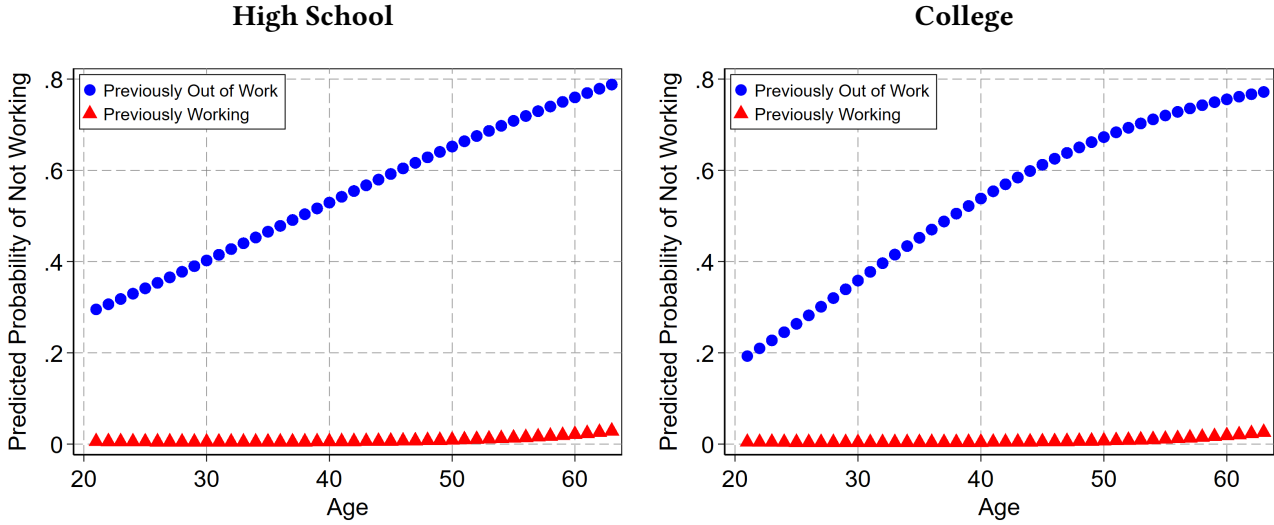 High School
Predicted Probability of Not Working
.8
.6
.4
.2
0
Previously Out of Work
Previously Working
20 30 40 50 60
Age
College
Predicted Probability of Not Working
.8
.6
.4
.2
0
Previously Out of Work
Previously Working
20 30 40 50 60
Age